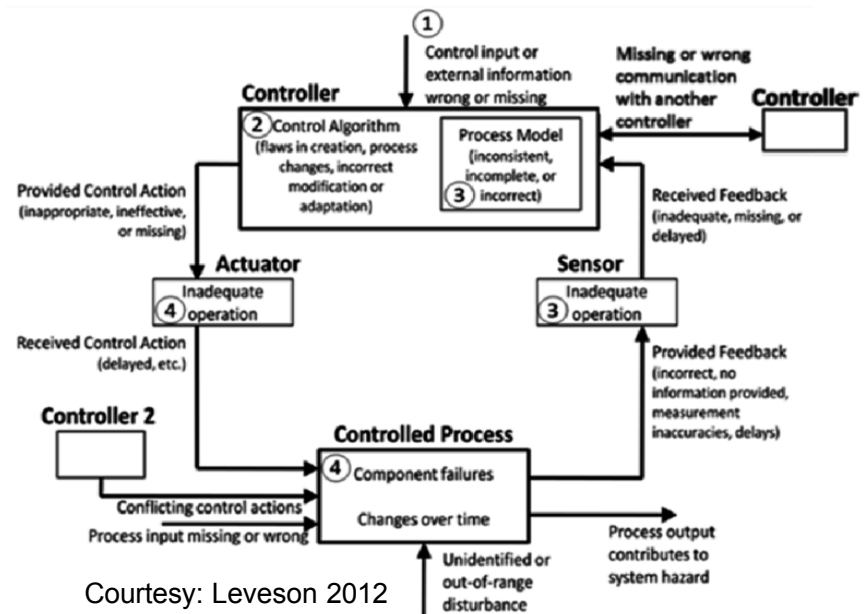 ①
Control input or
external information
wrong or missing
Missing or wrong
communication
with another
controller
Controller
Controller
② Control Algorithm
(flaws in creation, process
changes, incorrect
modification or
adaptation)
Process Model
(inconsistent,
incomplete, or
③ incorrect)
Provided Control Action
(inappropriate, ineffective,
or missing)
Received Feedback
(inadequate, missing, or
delayed)
Actuator
Inadequate
④ operation
Sensor
Inadequate
③ operation
Received Control Action
(delayed, etc.)
Provided Feedback
(incorrect, no
information provided,
measurement
inaccuracies, delays)
Controller 2
Controlled Process
④ Component failures
Changes over time
Conflicting control actions
Process input missing or wrong
Process output
contributes to
system hazard
Unidentified or
out-of-range
disturbance
Courtesy: Leveson 2012